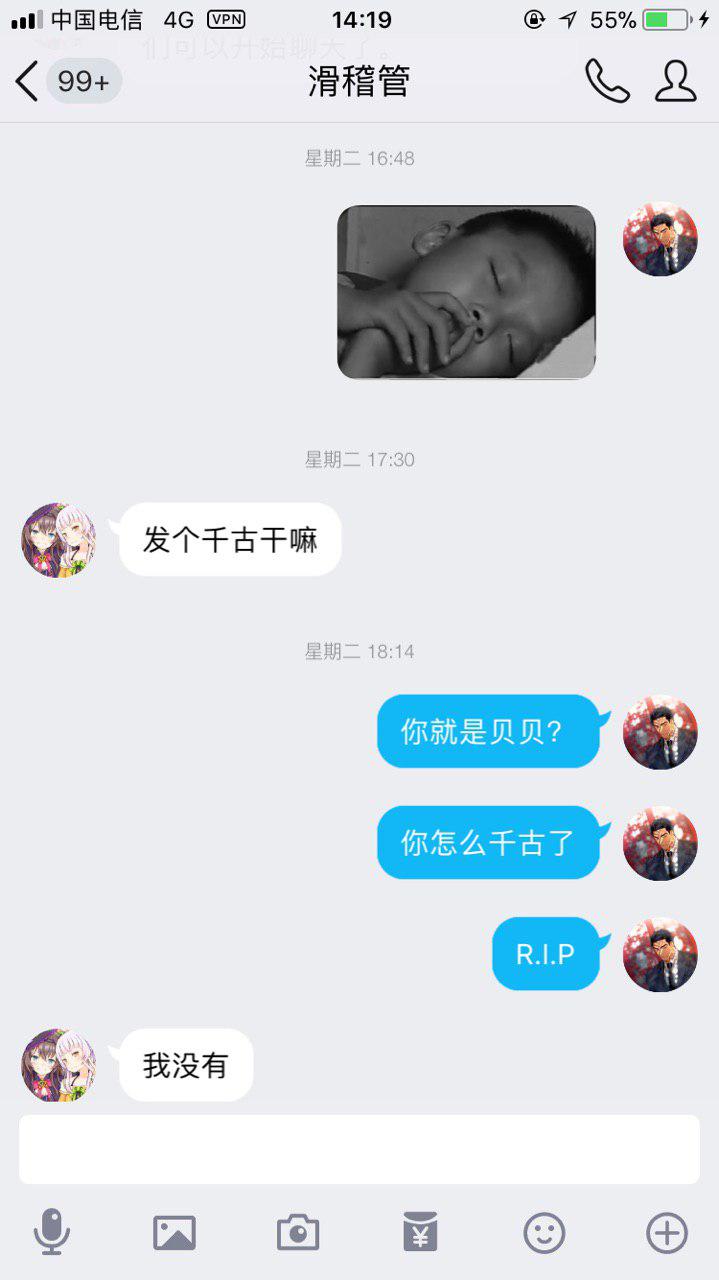 中国电信 4G VPN 14:19 55%
们可以开始聊天了。
99+ 滑稽管
星期二 16:48
星期二 17:30
发个千古干嘛
星期二 18:14
你就是贝贝?
你怎么千古了
R.I.P
我没有
¥